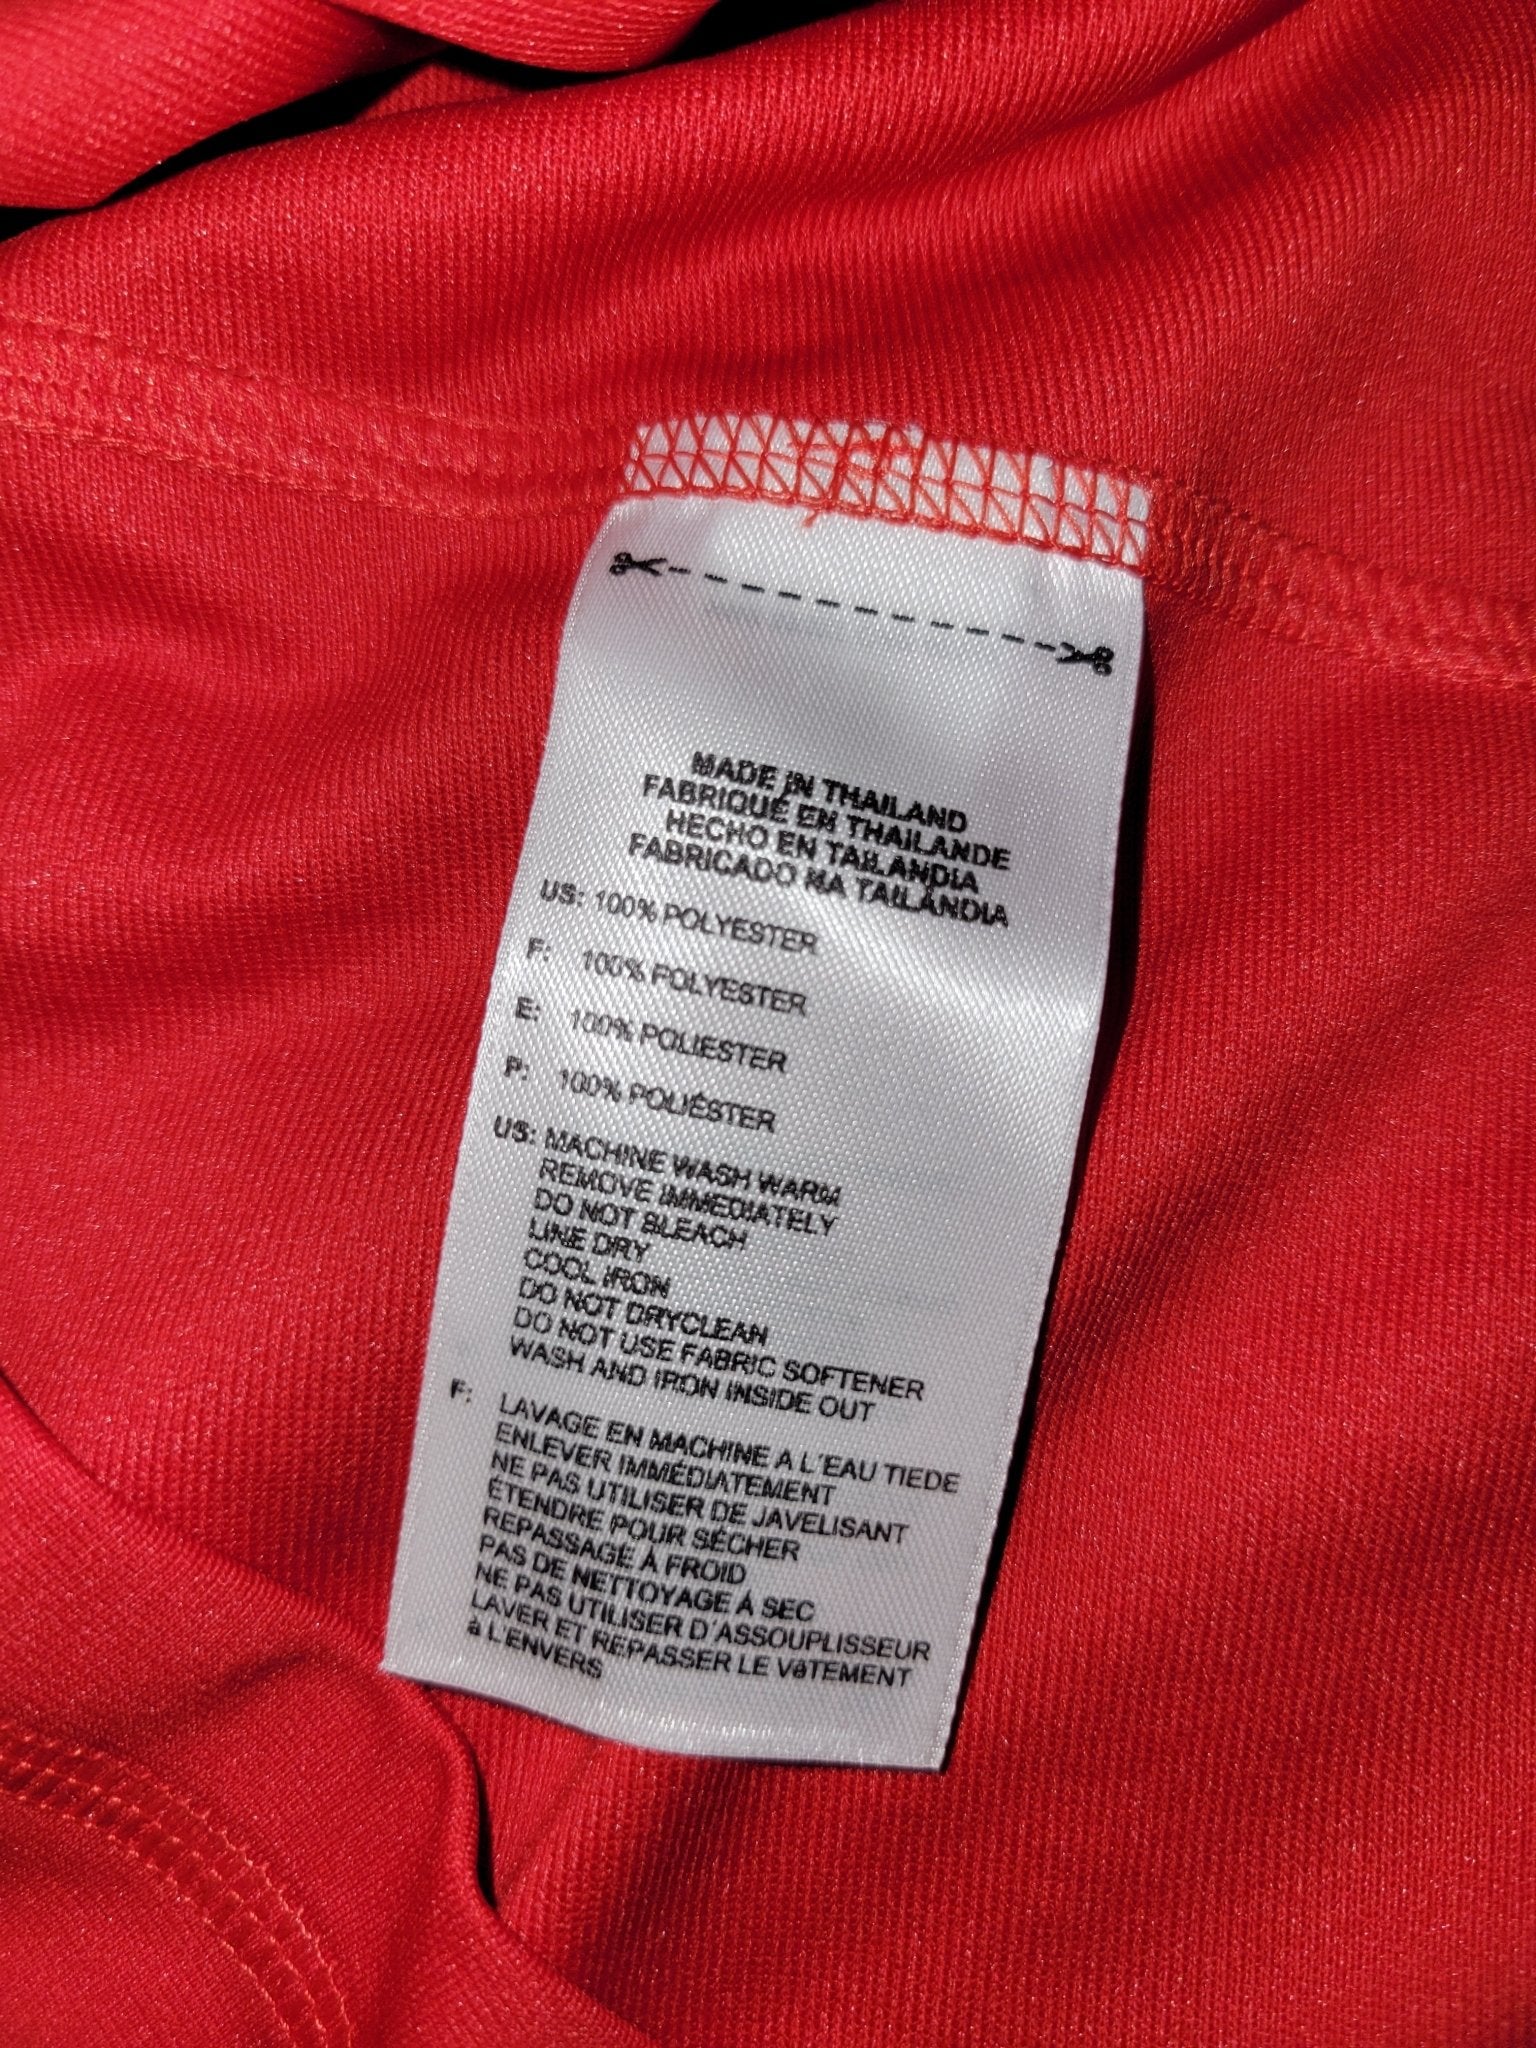 MADE IN THAILAND
FABRIQUÉ EN THAILANDE
HECHO EN TAILANDIA
FABRICADO NA TAILÂNDIA
US: 100% POLYESTER
F: 100% POLYESTER
E: 100% POLIESTER
P: 100% POLIÉSTER
US: MACHINE WASH WARM
REMOVE IMMEDIATELY
DO NOT BLEACH
LINE DRY
COOL IRON
DO NOT DRYCLEAN
DO NOT USE FABRIC SOFTENER
WASH AND IRON INSIDE OUT
F: LAVAGE EN MACHINE A L'EAU TIEDE
ENLEVER IMMÉDIATEMENT
NE PAS UTILISER DE JAVELISANT
ÉTENDRE POUR SÉCHER
REPASSAGE À FROID
PAS DE NETTOYAGE À SEC
NE PAS UTILISER D'ASSOUPLISSEUR
LAVER ET REPASSER LE VêTEMENT
à L'ENVERS